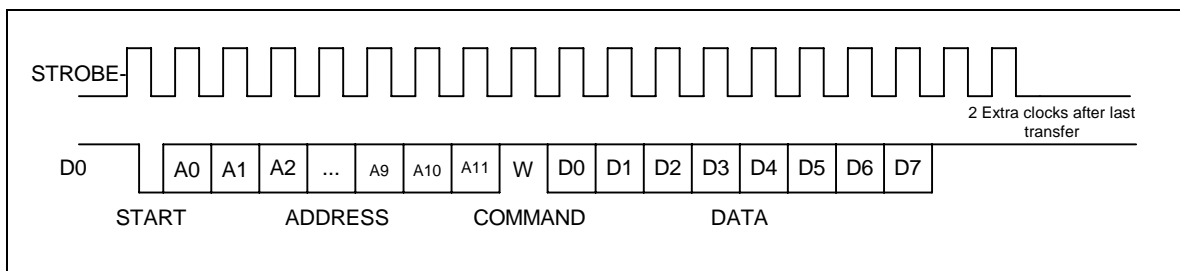 STROBE-
2 Extra clocks after last
transfer
D0 A0 A1 A2 ... A9 A10 A11 W D0 D1 D2 D3 D4 D5 D6 D7
START ADDRESS COMMAND DATA